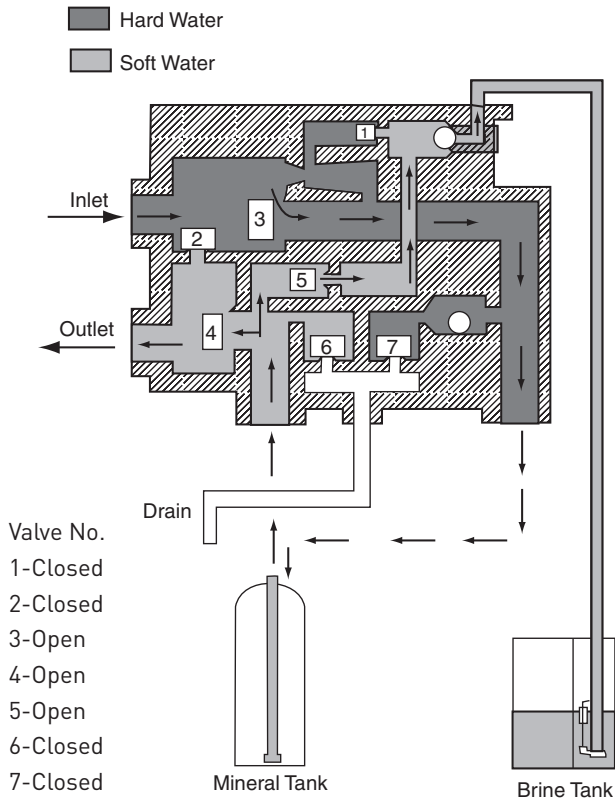 Hard Water
Soft Water
1
Inlet
3
2
5
Outlet
4
6
7
Drain
Valve No.
1-Closed
2-Closed
3-Open
4-Open
5-Open
6-Closed
7-Closed
Mineral Tank
Brine Tank